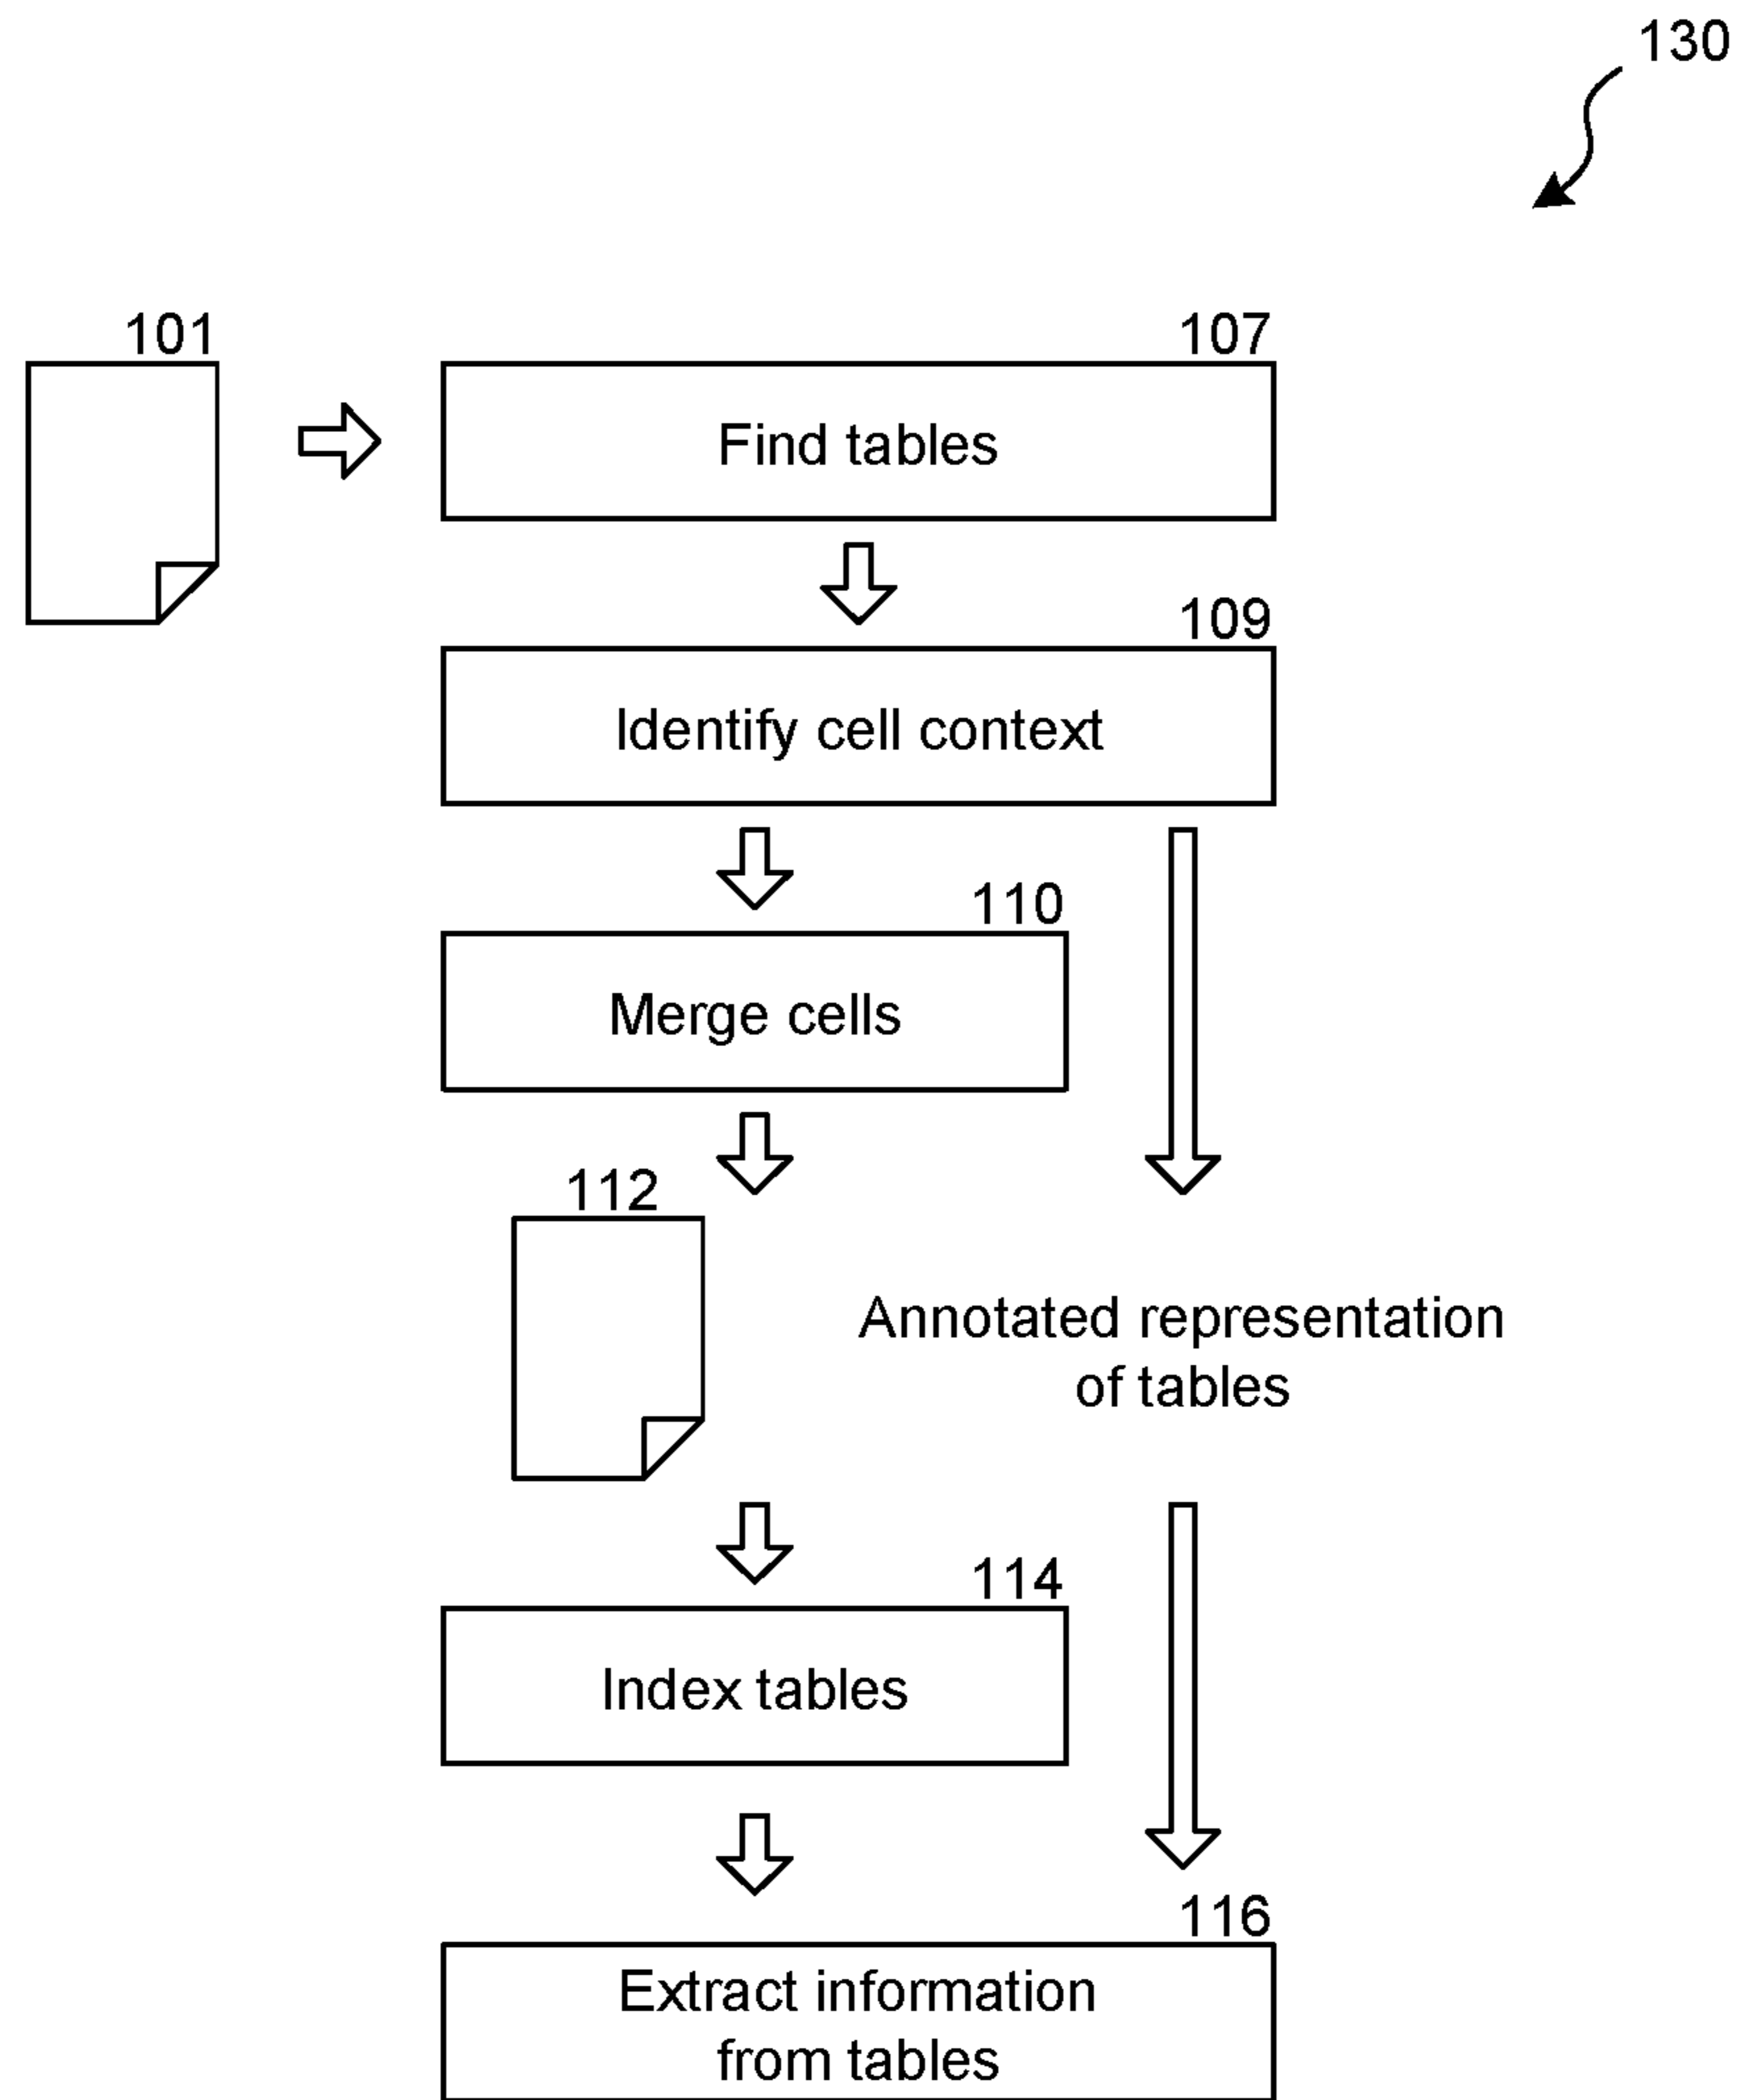 130
101
107
Find tables
109
Identify cell context
110
Merge cells
112
Annotated representation
of tables
114
Index tables
116
Extract information
from tables